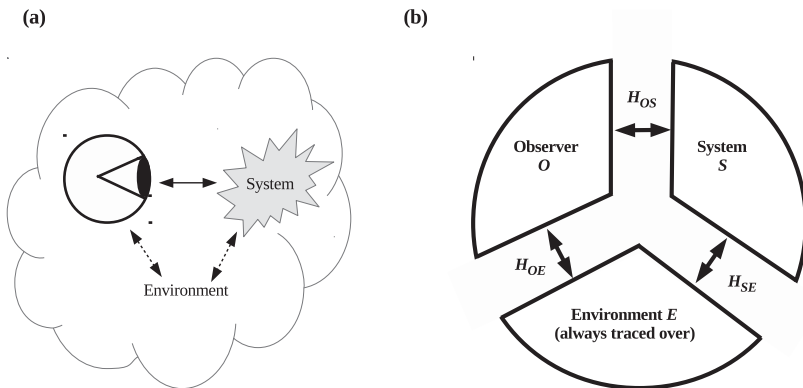 (a)
System
Environment
(b)
H_OS
Observer
O
System
S
H_OE
H_SE
Environment E
(always traced over)